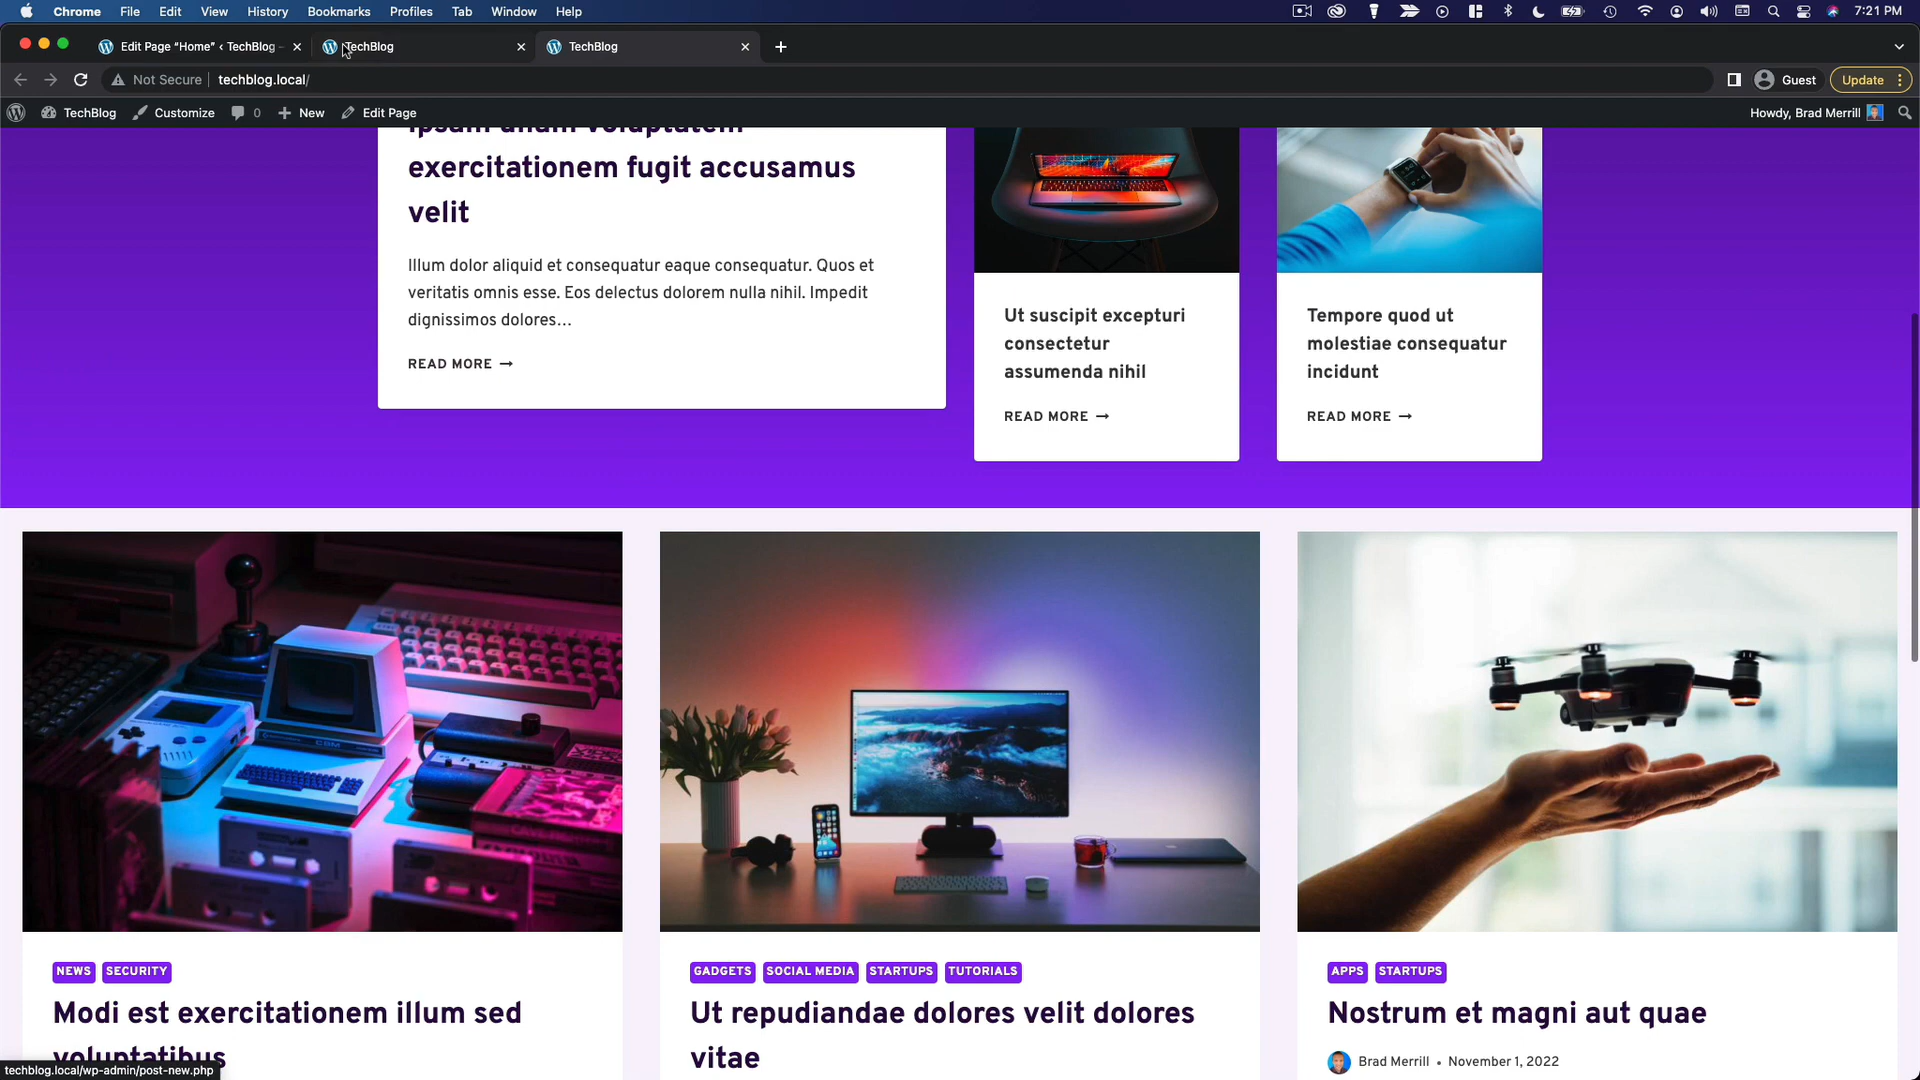 Chrome File Edit View History Bookmarks Profiles Tab Window Help 7:21 PM
Edit Page “Home” ‹ TechBlog – TechBlog TechBlog
Not Secure techblog.local/ Guest Update
TechBlog Customize 0 New Edit Page Howdy, Brad Merrill
ipsum ullam voluptatem
exercitationem fugit accusamus
velit
Illum dolor aliquid et consequatur eaque consequatur. Quos et
veritatis omnis esse. Eos delectus dolorem nulla nihil. Impedit
dignissimos dolores…
READ MORE →
Ut suscipit excepturi
consectetur
assumenda nihil
READ MORE →
Tempore quod ut
molestiae consequatur
incidunt
READ MORE →
CBM
NEWS SECURITY
Modi est exercitationem illum sed
voluptatibus
GADGETS SOCIAL MEDIA STARTUPS TUTORIALS
Ut repudiandae dolores velit dolores
vitae
APPS STARTUPS
Nostrum et magni aut quae
Brad Merrill • November 1, 2022
techblog.local/wp-admin/post-new.php